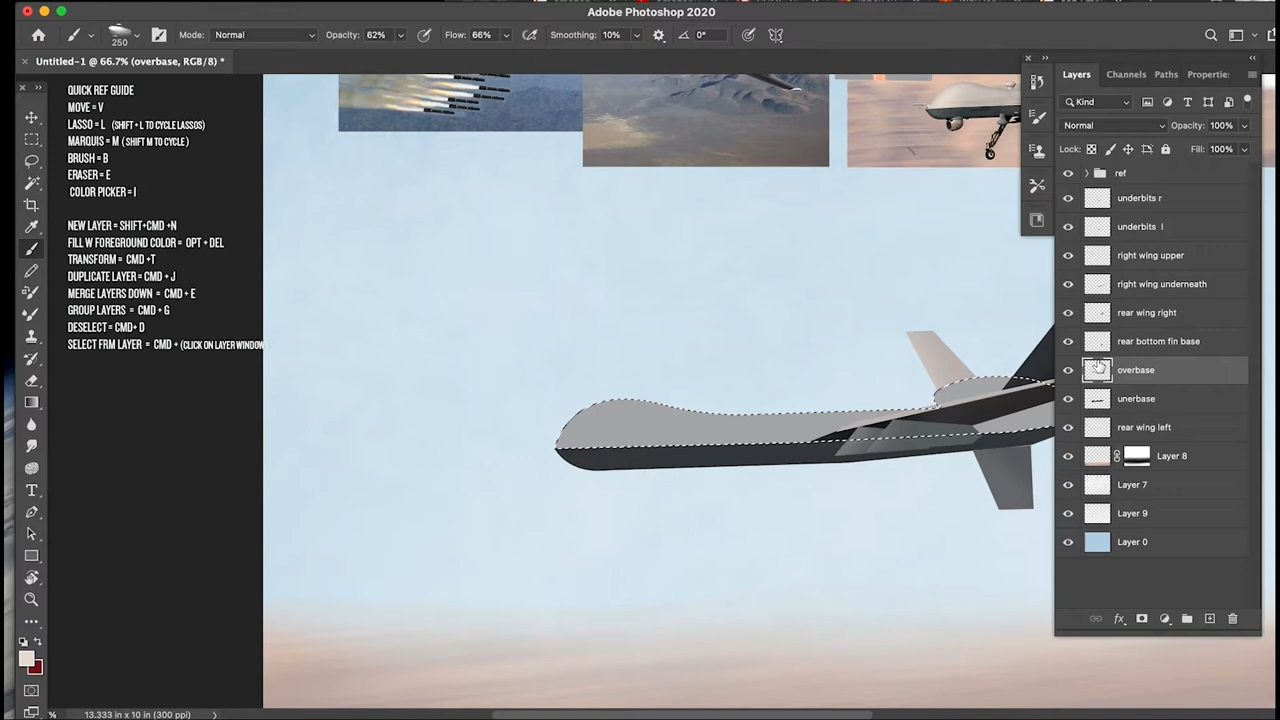 Adobe Photoshop 2020
250
Mode: Normal
Opacity: 62%
Flow: 66%
Smoothing: 10%
0°
Untitled-1 @ 66.7% (overbase, RGB/8) *
QUICK REF GUIDE
MOVE = V
LASSO = L (SHIFT + L TO CYCLE LASSOS)
MARQUIS = M ( SHIFT M TO CYCLE )
BRUSH = B
ERASER = E
COLOR PICKER = I
NEW LAYER = SHIFT+CMD +N
FILL W FOREGROUND COLOR = OPT + DEL
TRANSFORM = CMD +T
DUPLICATE LAYER = CMD + J
MERGE LAYERS DOWN = CMD + E
GROUP LAYERS = CMD + G
DESELECT = CMD+ D
SELECT FRM LAYER = CMD + (CLICK ON LAYER WINDOW)
Layers
Channels
Paths
Propertie
Kind
Normal
Opacity: 100%
Lock:
Fill: 100%
ref
underbits r
underbits l
right wing upper
right wing underneath
rear wing right
rear bottom fin base
overbase
unerbase
rear wing left
Layer 8
Layer 7
Layer 9
Layer 0
fx
%
13.333 in x 10 in (300 ppi)